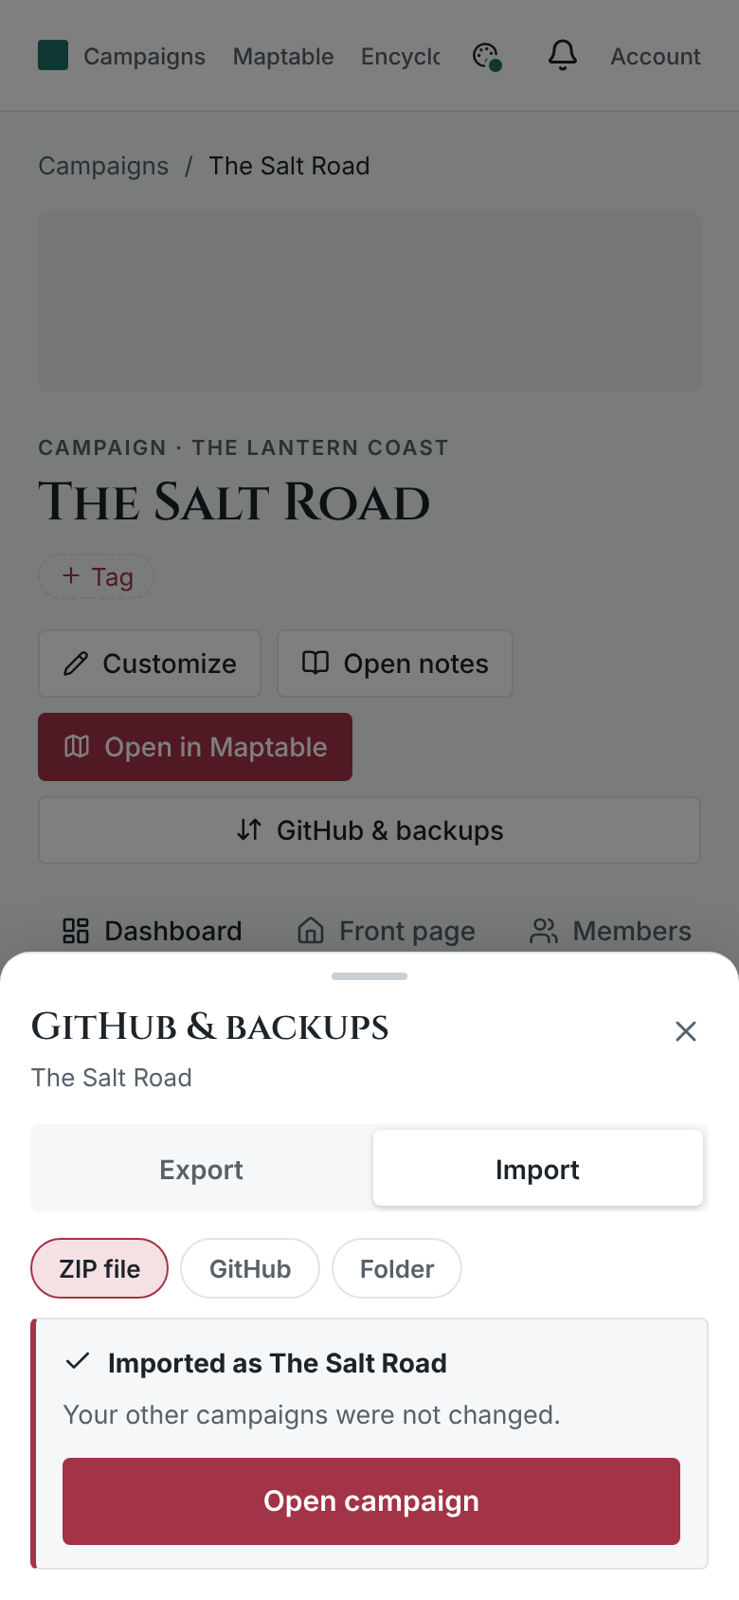 Campaigns Maptable Encyclc Account
Campaigns / The Salt Road
CAMPAIGN · THE LANTERN COAST
The Salt Road
+ Tag
Customize Open notes
Open in Maptable
GitHub & backups
Dashboard Front page Members
GitHub & backups
The Salt Road
Export Import
ZIP file GitHub Folder
Imported as The Salt Road
Your other campaigns were not changed.
Open campaign